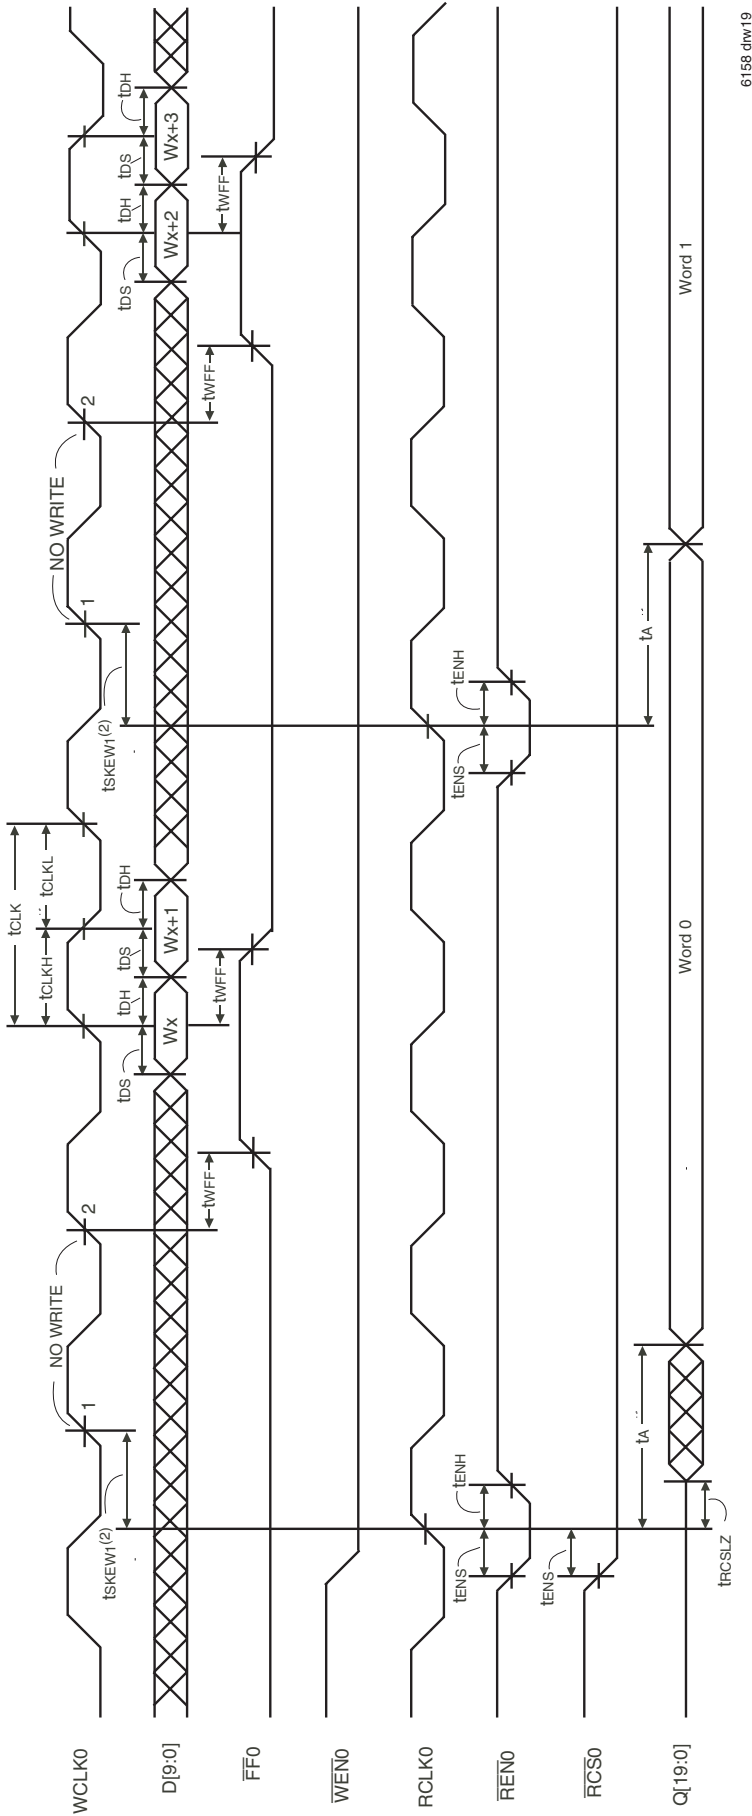 WCLK0
NO WRITE
1
2
tCLK
tCLKH
tCLKL
NO WRITE
1
2
tSKEW1(2)
tDS
tDH
tDS
tDH
tSKEW1(2)
tDS
tDH
tDS
tDH
D[9:0]
Wx
Wx+1
Wx+2
Wx+3
tWFF
tWFF
tWFF
tWFF
FF0
WEN0
RCLK0
tENS
tENH
tENS
tENH
REN0
tENS
RCS0
tA
tA
Q[19:0]
Word 0
Word 1
tRCSLZ
6158 drw19